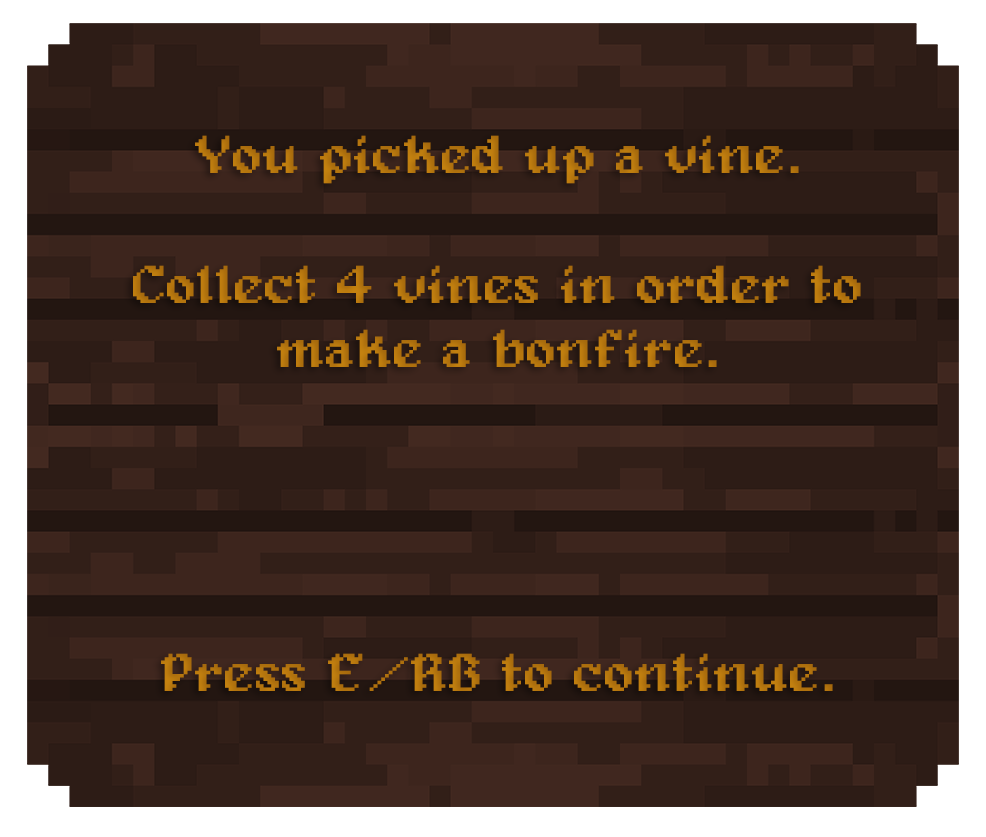 You picked up a vine.
Collect 4 vines in order to
make a bonfire.
Press E/RB to continue.